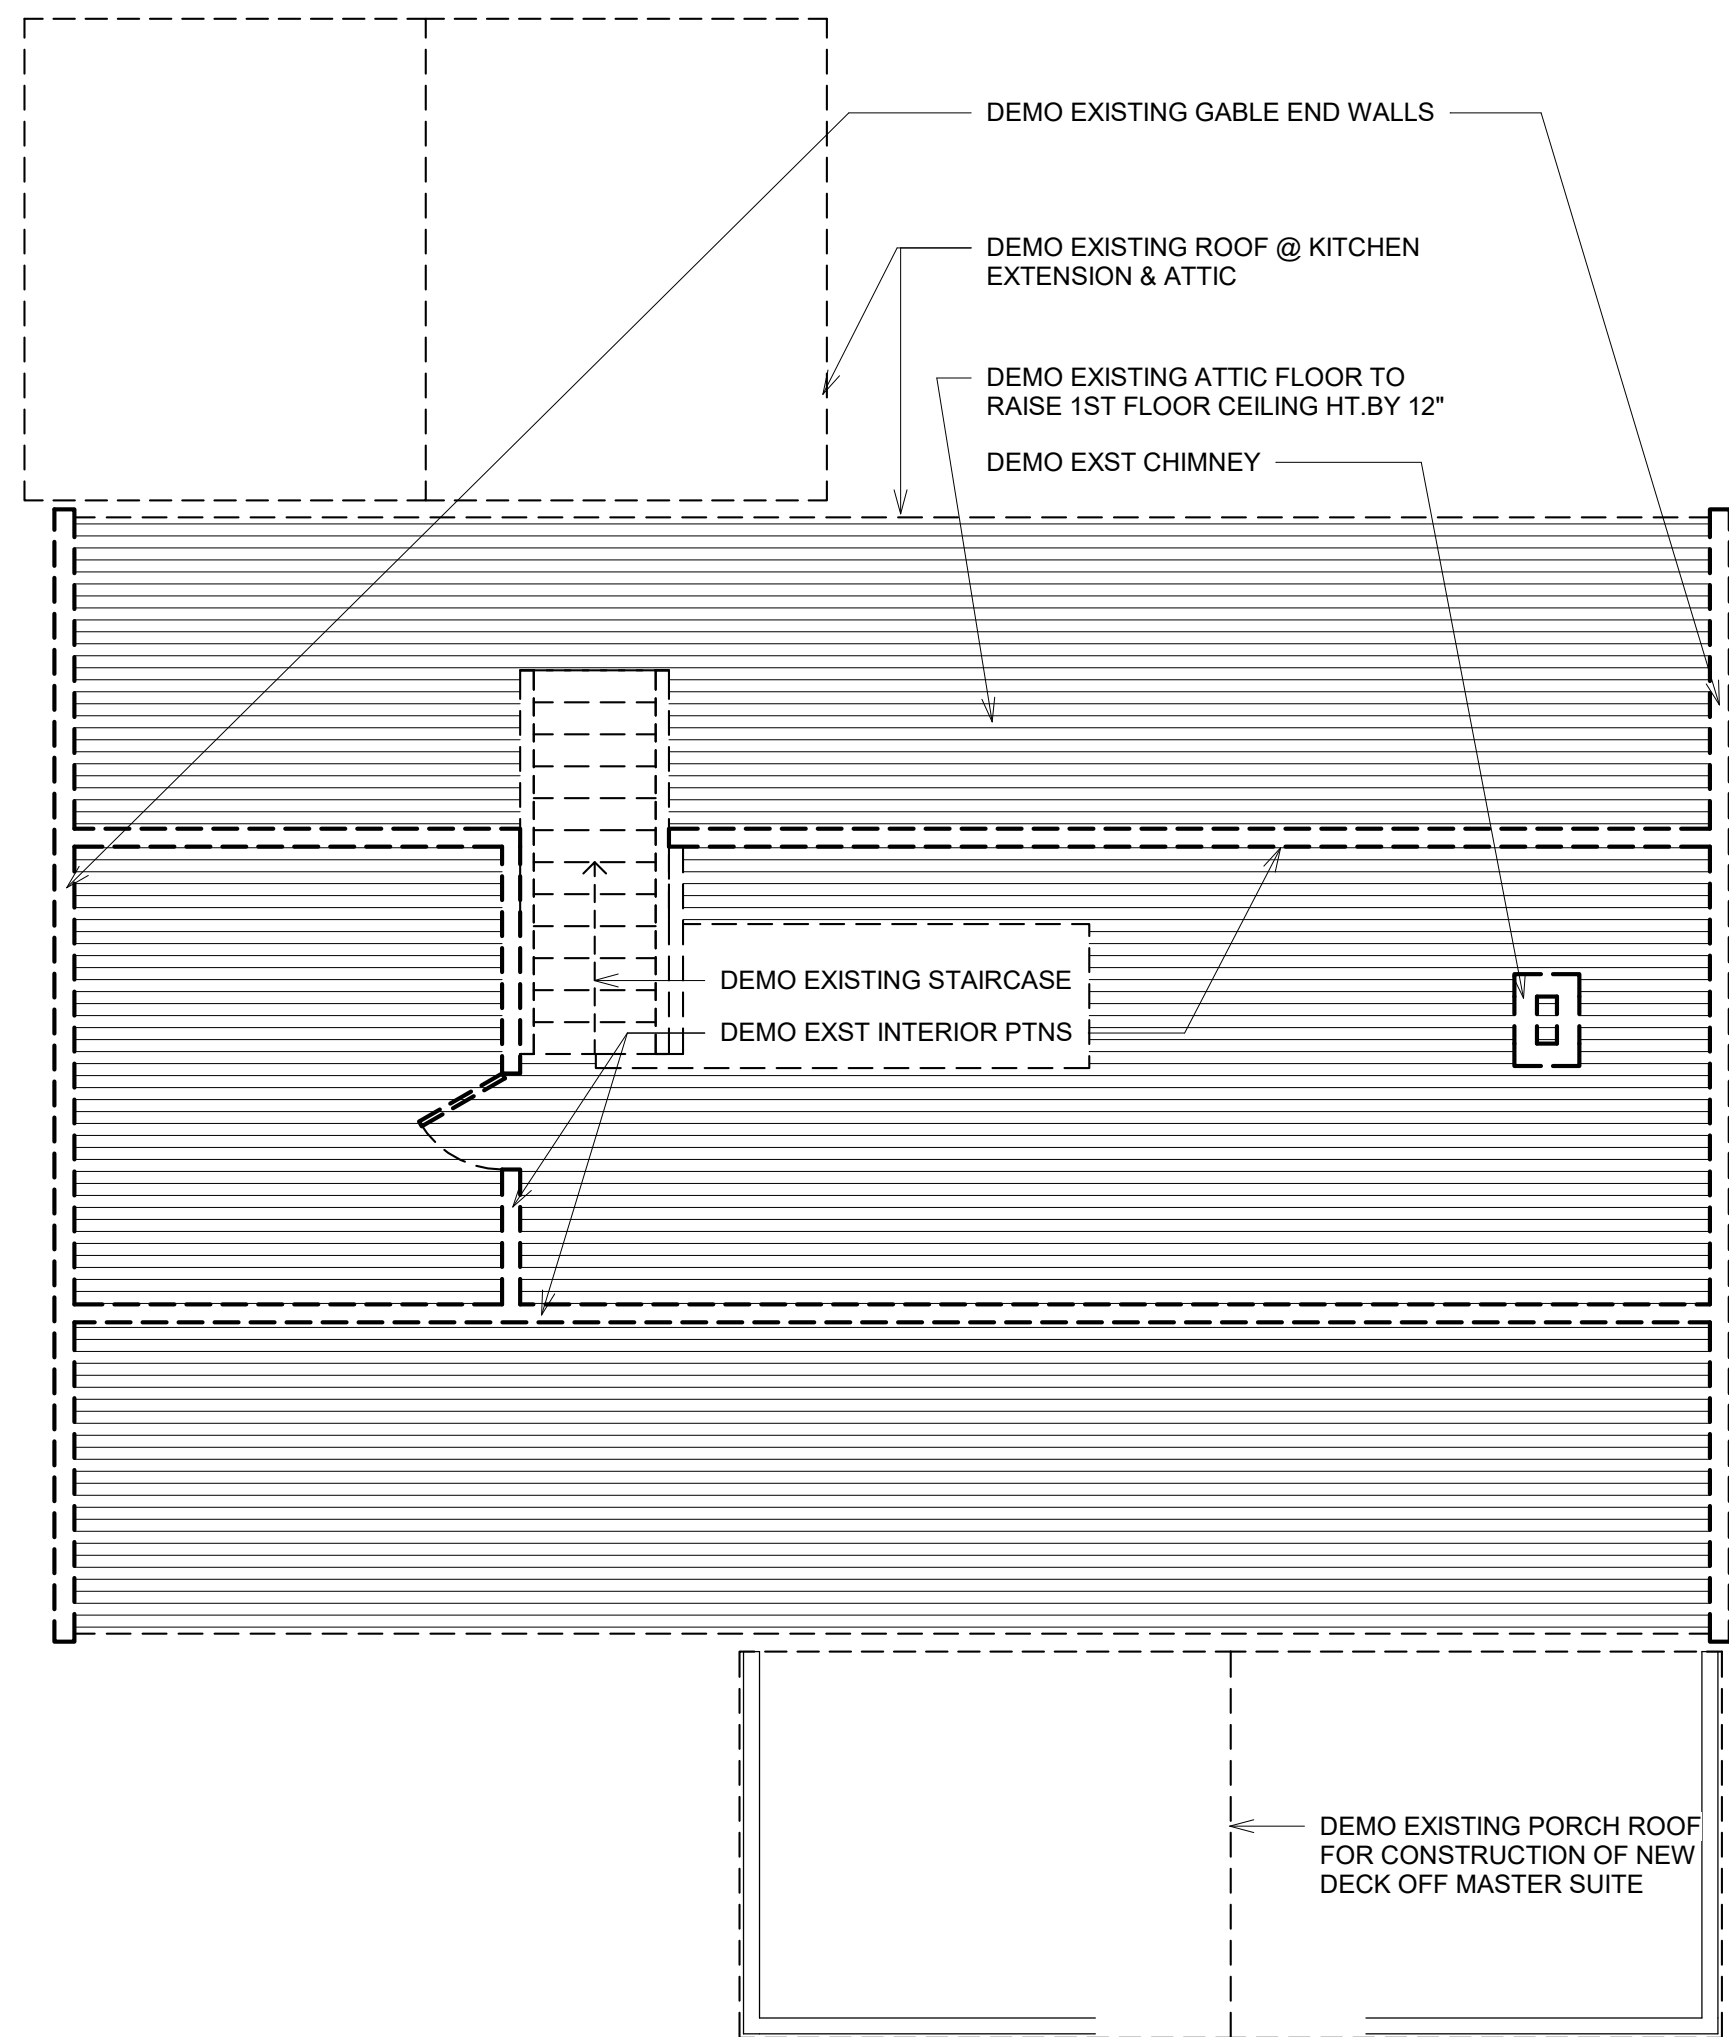 DEMO EXISTING GABLE END WALLS
DEMO EXISTING ROOF @ KITCHEN
EXTENSION & ATTIC
DEMO EXISTING ATTIC FLOOR TO
RAISE 1ST FLOOR CEILING HT.BY 12"
DEMO EXST CHIMNEY
DEMO EXISTING STAIRCASE
DEMO EXST INTERIOR PTNS
DEMO EXISTING PORCH ROOF
FOR CONSTRUCTION OF NEW
DECK OFF MASTER SUITE